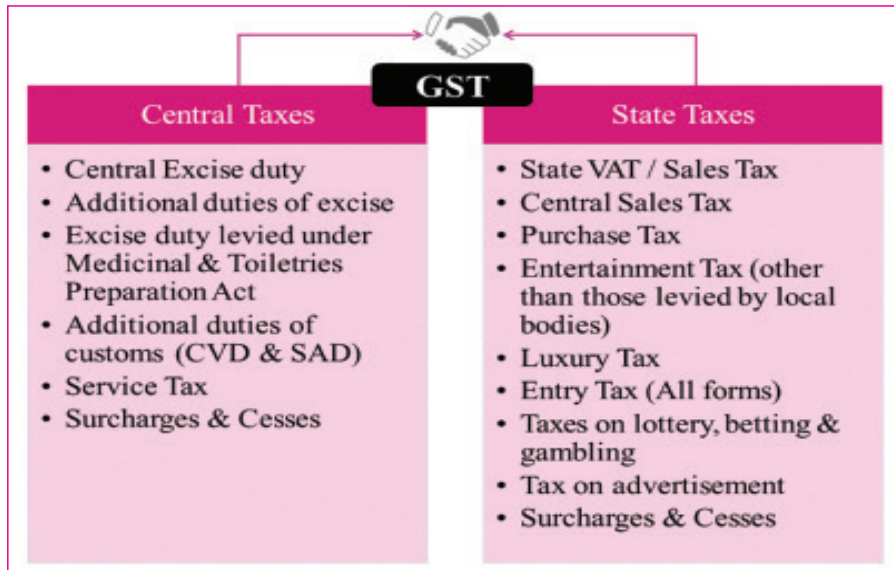 GST
Central Taxes
• Central Excise duty
• Additional duties of excise
• Excise duty levied under
Medicinal & Toiletries
Preparation Act
• Additional duties of
customs (CVD & SAD)
• Service Tax
• Surcharges & Cesses
State Taxes
• State VAT / Sales Tax
• Central Sales Tax
• Purchase Tax
• Entertainment Tax (other
than those levied by local
bodies)
• Luxury Tax
• Entry Tax (All forms)
• Taxes on lottery, betting &
gambling
• Tax on advertisement
• Surcharges & Cesses